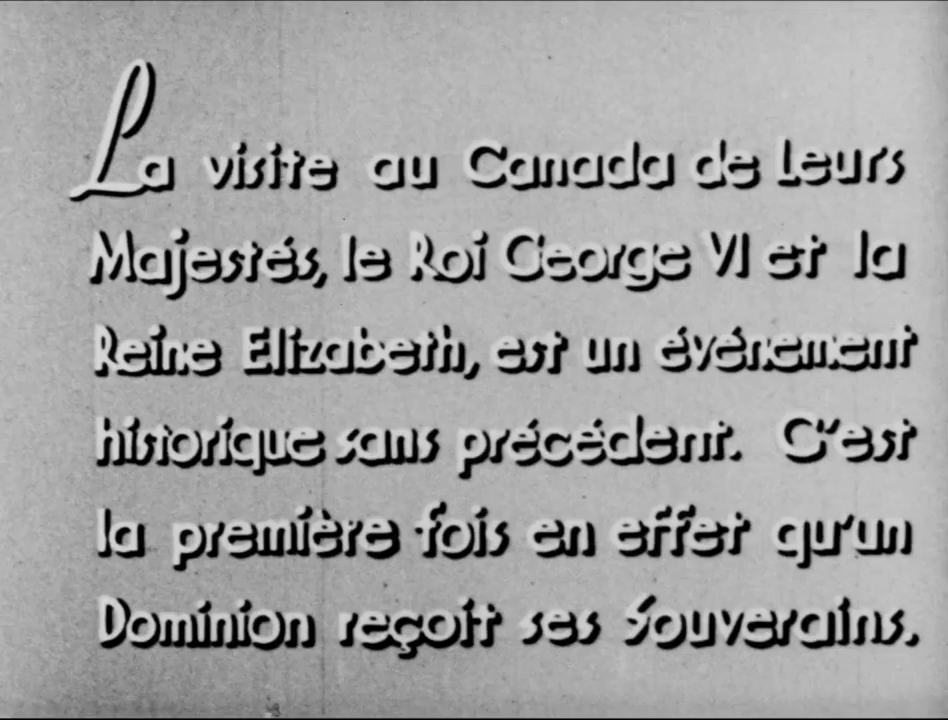 La visite au Canada de Leurs
Majestés, le Roi George VI et la
Reine Elizabeth, est un événement
historique sans précédent. C'est
la première fois en effet qu'un
Dominion reçoit ses Souverains.